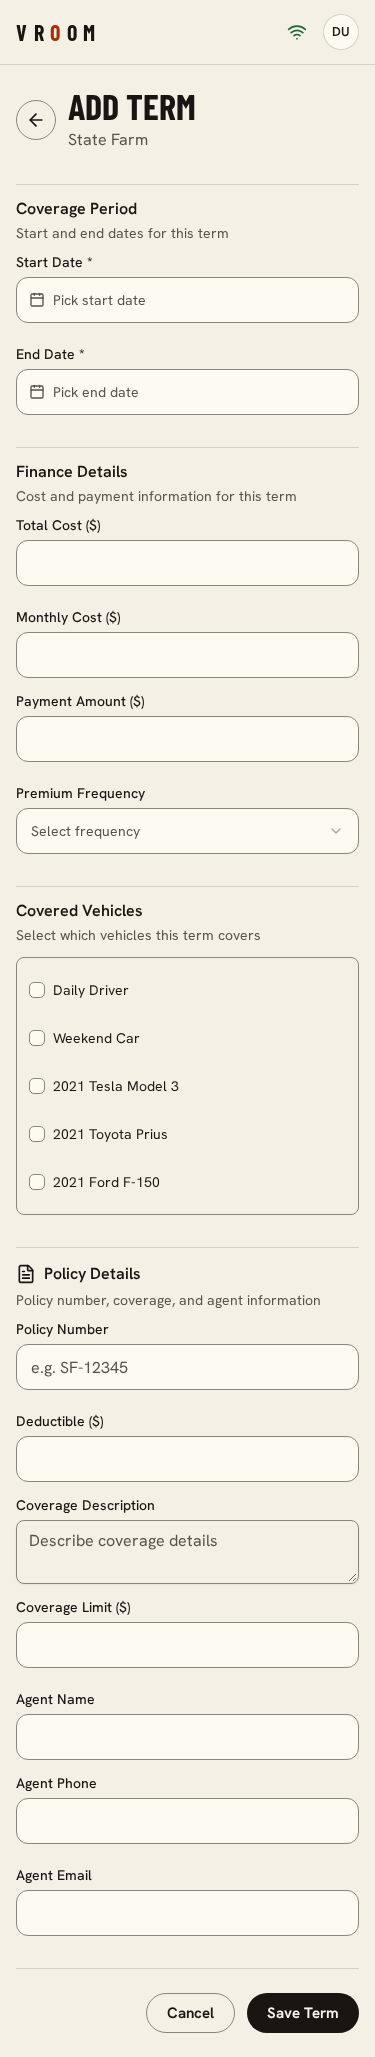 VROOM
DU
ADD TERM
State Farm
Coverage Period
Start and end dates for this term
Start Date *
Pick start date
End Date *
Pick end date
Finance Details
Cost and payment information for this term
Total Cost ($)
Monthly Cost ($)
Payment Amount ($)
Premium Frequency
Select frequency
Covered Vehicles
Select which vehicles this term covers
Daily Driver
Weekend Car
2021 Tesla Model 3
2021 Toyota Prius
2021 Ford F-150
Policy Details
Policy number, coverage, and agent information
Policy Number
e.g. SF-12345
Deductible ($)
Coverage Description
Describe coverage details
Coverage Limit ($)
Agent Name
Agent Phone
Agent Email
Cancel
Save Term